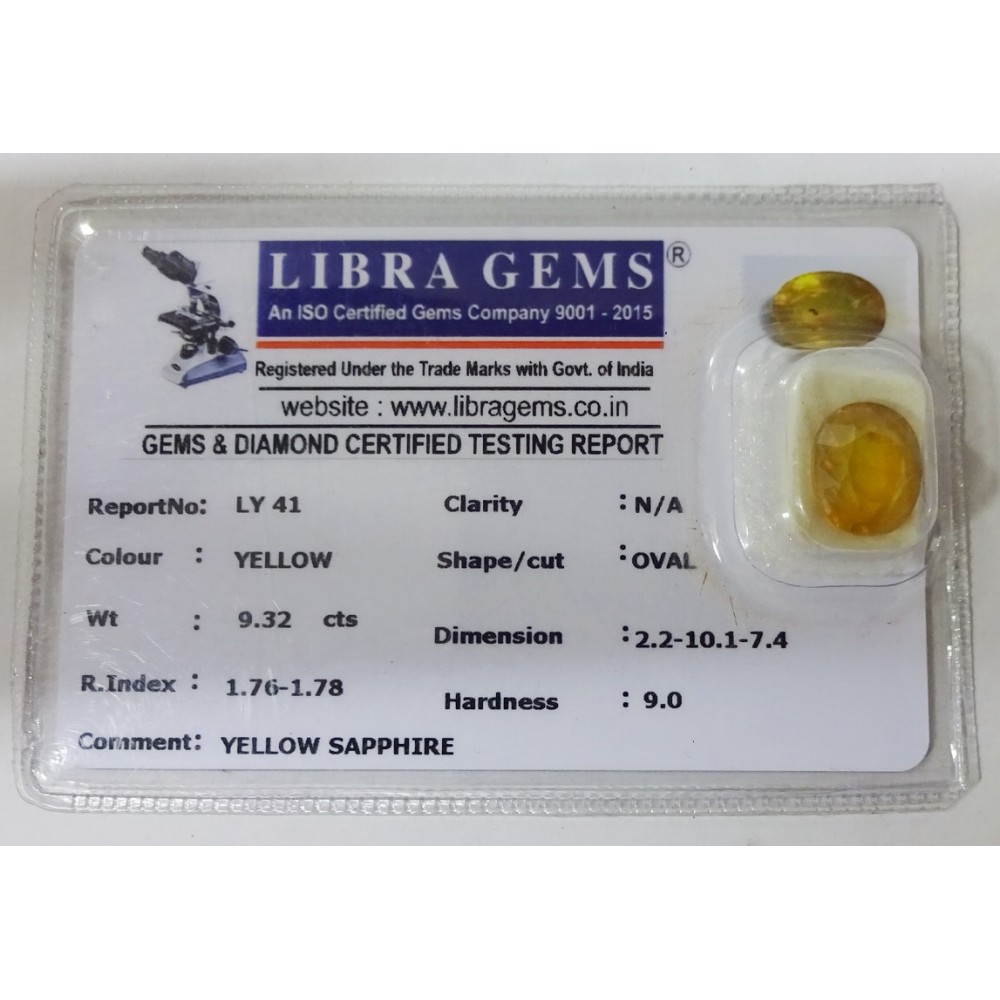 LIBRA GEMS ®
An ISO Certified Gems Company 9001 - 2015
Registered Under the Trade Marks with Govt. of India
website : www.libragems.co.in
GEMS & DIAMOND CERTIFIED TESTING REPORT
ReportNo: LY 41 Clarity : N/A
Colour : YELLOW Shape/cut : OVAL
Wt : 9.32 cts Dimension : 2.2-10.1-7.4
R.Index : 1.76-1.78 Hardness : 9.0
Comment: YELLOW SAPPHIRE